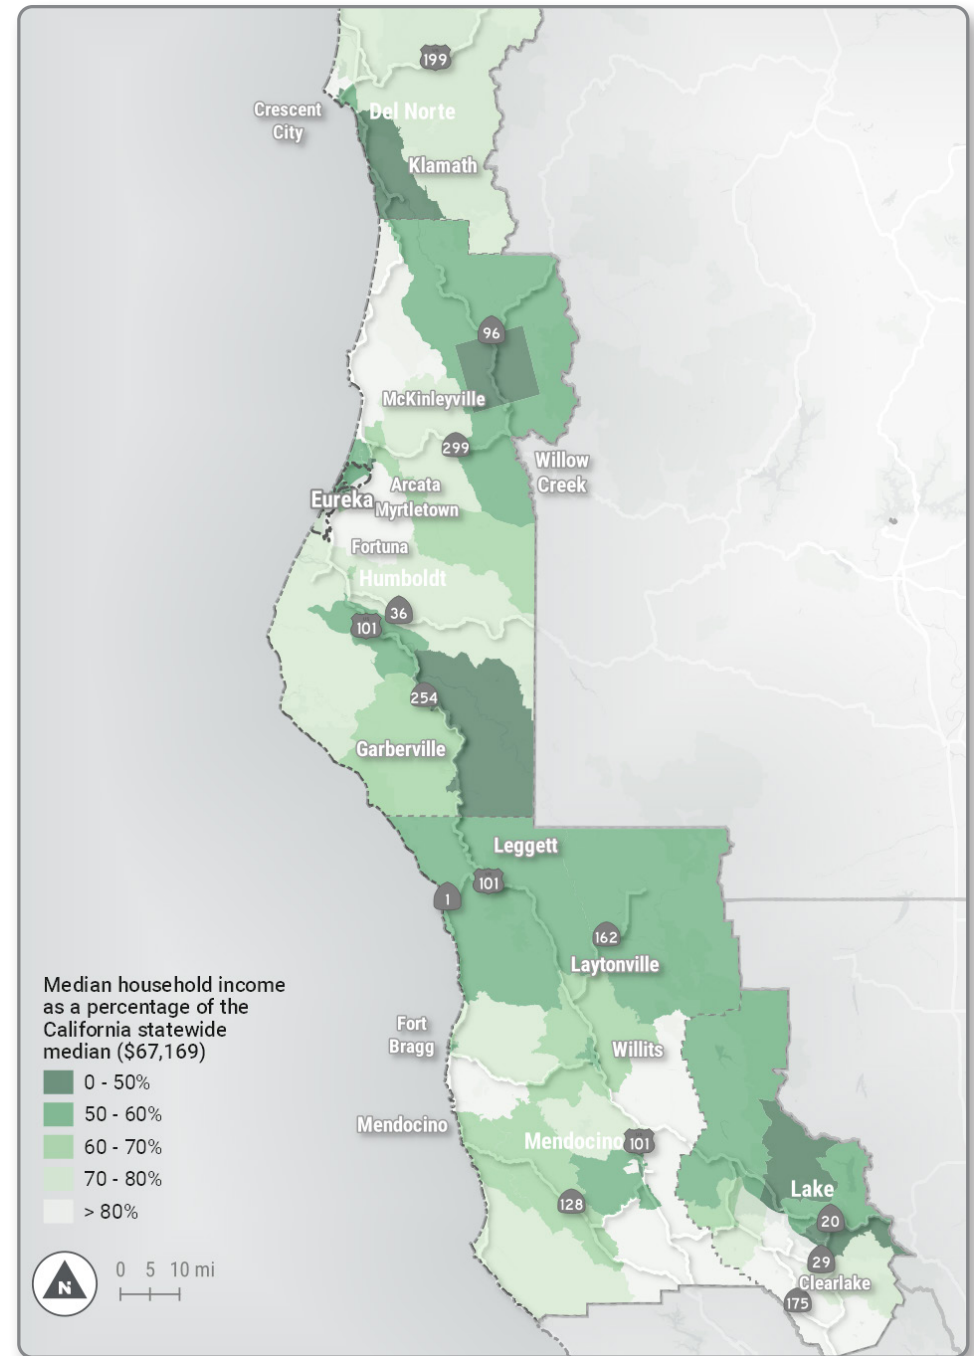 199
Crescent
City
Del Norte
Klamath
96
McKinleyville
299
Willow
Creek
Arcata
Eureka
Myrtletown
Fortuna
Humboldt
36
101
254
Garberville
Leggett
101
1
162
Laytonville
Median household income
as a percentage of the
California statewide
median ($67,169)
0 - 50%
50 - 60%
60 - 70%
70 - 80%
> 80%
Fort
Bragg
Willits
Mendocino
Mendocino
101
128
Lake
20
29
Clearlake
175
N
0 5 10 mi